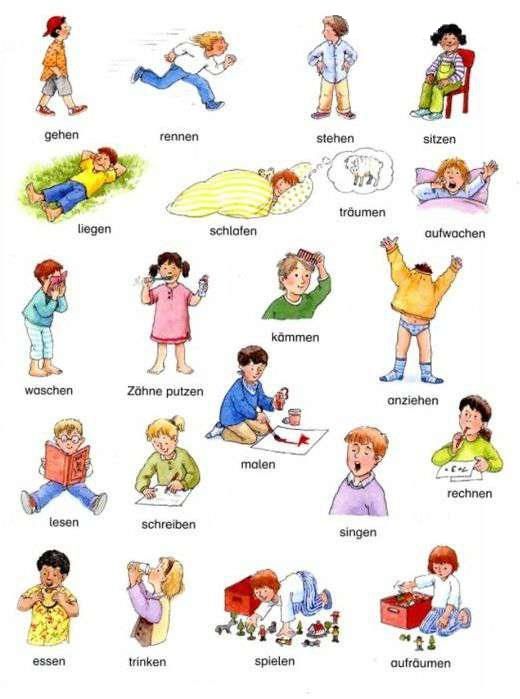 gehen
rennen
stehen
sitzen
liegen
schlafen
träumen
aufwachen
waschen
Zähne putzen
kämmen
anziehen
malen
lesen
schreiben
singen
rechnen
essen
trinken
spielen
aufräumen